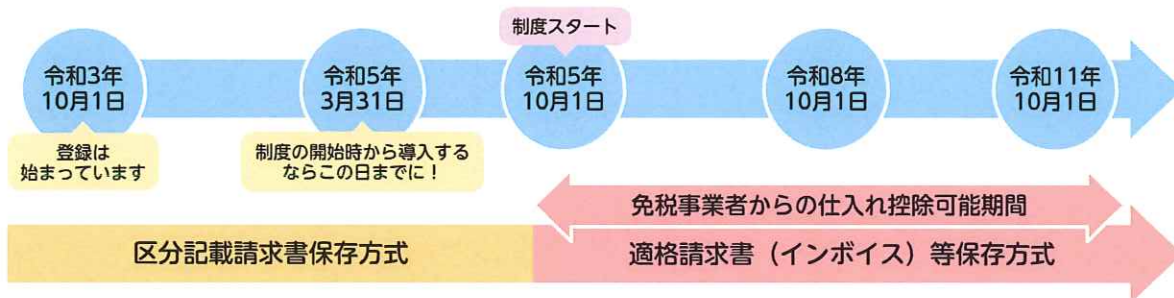 制度スタート
令和3年
10月1日
令和5年
3月31日
令和5年
10月1日
令和8年
10月1日
令和11年
10月1日
登録は
始まっています
制度の開始時から導入する
ならこの日までに！
免税事業者からの仕入れ控除可能期間
区分記載請求書保存方式
適格請求書（インボイス）等保存方式